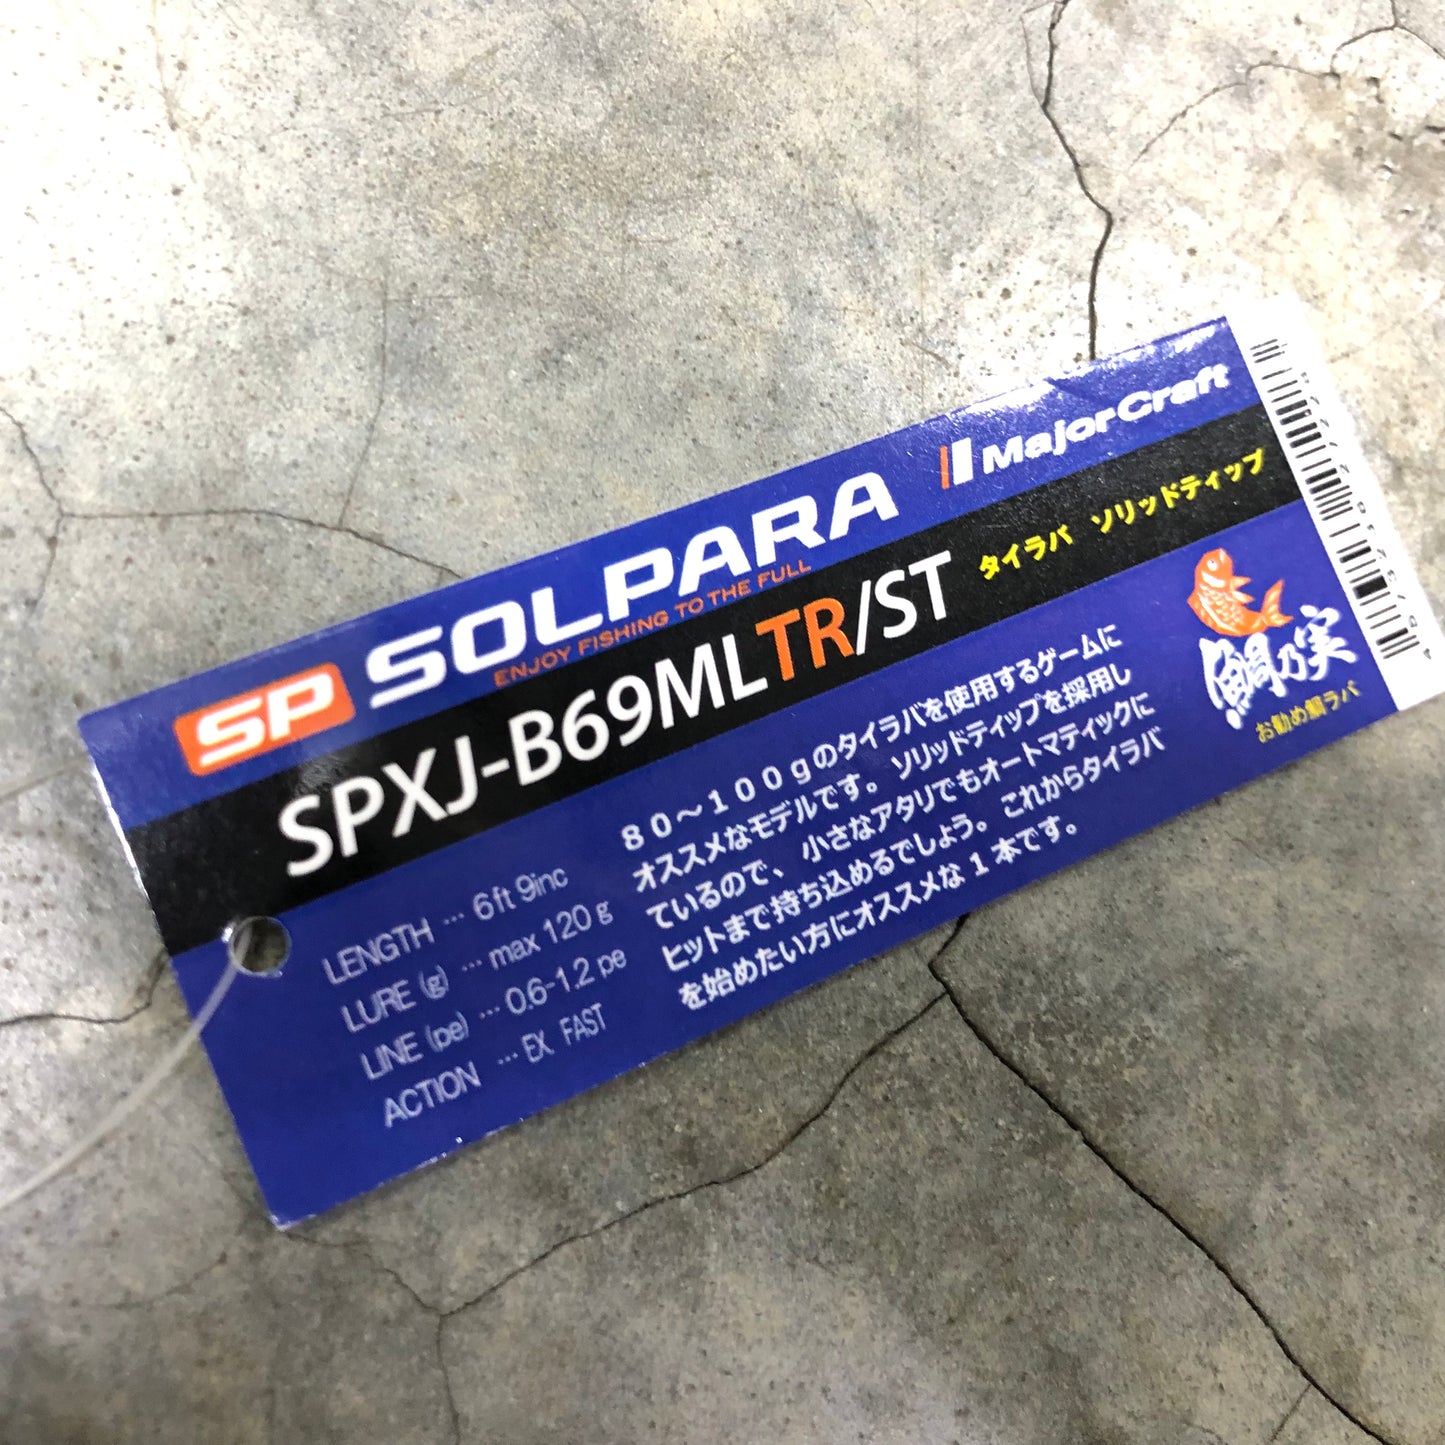 SP SOLPARA
ENJOY FISHING TO THE FULL
MajorCraft
SPXJ-B69MLTR/ST
タイラバ ソリッドティップ
LENGTH … 6ft 9inc
LURE (g) … max 120 g
LINE (pe) … 0.6-1.2 pe
ACTION … EX FAST
80〜100gのタイラバを使用するゲームに
オススメなモデルです。ソリッドティップを採用し
ているので、小さなアタリでもオートマティックに
ヒットまで持ち込めるでしょう。これからタイラバ
を始めたい方にオススメな1本です。
鯛乃実
お勧め鯛ラバ